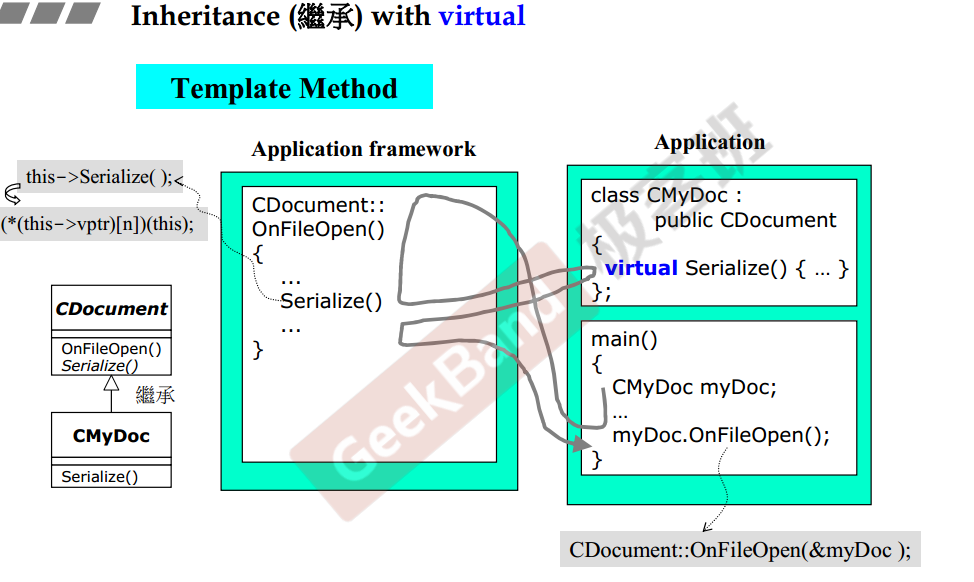 Inheritance (繼承) with virtual
Template Method
Application framework
Application
this->Serialize( );
(*(this->vptr)[n])(this);
CDocument::
OnFileOpen()
{
...
Serialize()
...
}
class CMyDoc :
public CDocument
{
virtual Serialize() { ... }
};
main()
{
CMyDoc myDoc;
...
myDoc.OnFileOpen();
}
CDocument
OnFileOpen()
Serialize()
繼承
CMyDoc
Serialize()
CDocument::OnFileOpen(&myDoc );
GeekBand 极客班